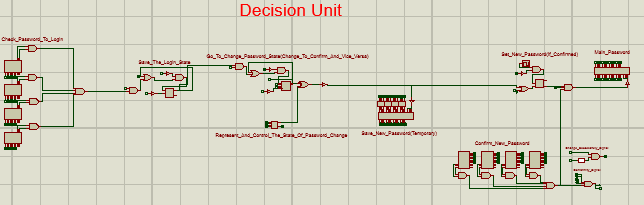 Decision Unit
Check_Password_To_Login
Save_The_Login_State
Go_To_Change_Password_State(Change_To_Confirm_And_Vice_Versa)
Set_New_Password(If_Confirmed)
Main_Password
Represent_And_Control_The_State_Of_Password_Change
Save_New_Password(Temporary)
Confirm_New_Password